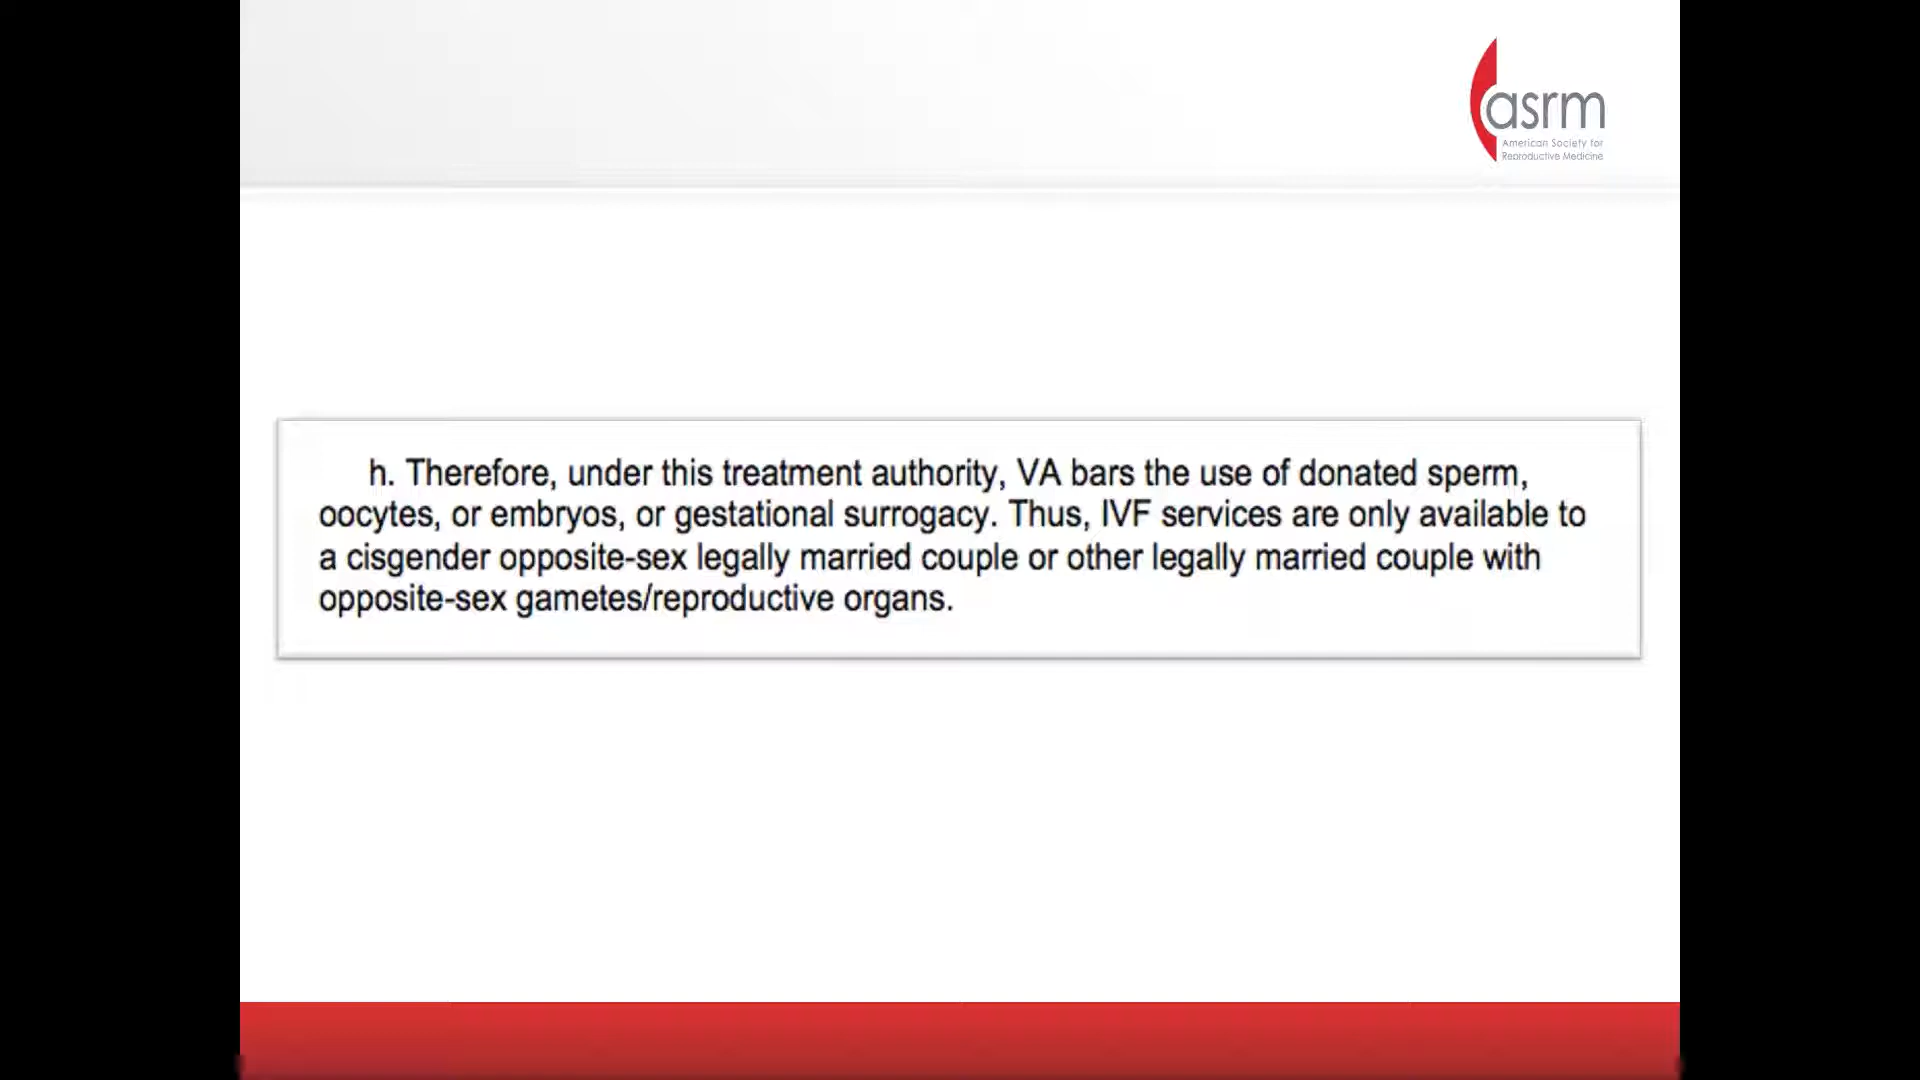 asrm
American Society for
Reproductive Medicine
h. Therefore, under this treatment authority, VA bars the use of donated sperm,
oocytes, or embryos, or gestational surrogacy. Thus, IVF services are only available to
a cisgender opposite-sex legally married couple or other legally married couple with
opposite-sex gametes/reproductive organs.